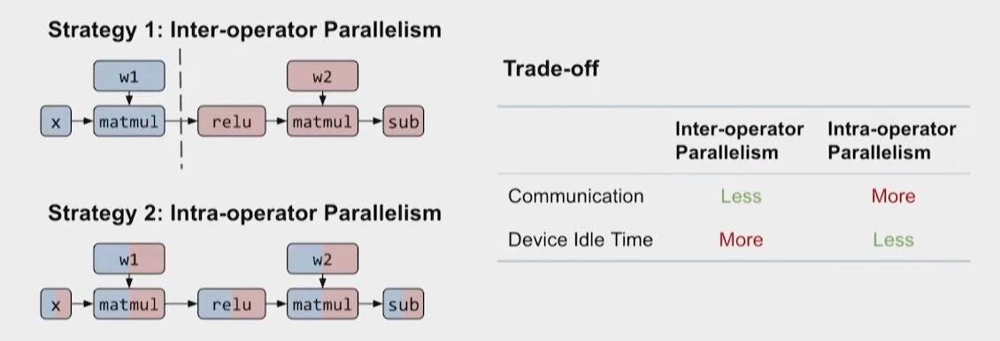 Strategy 1: Inter-operator Parallelism
w1
w2
x
matmul
relu
matmul
sub
Strategy 2: Intra-operator Parallelism
w1
w2
x
matmul
relu
matmul
sub
Trade-off
Inter-operator
Parallelism
Intra-operator
Parallelism
Communication
Less
More
Device Idle Time
More
Less